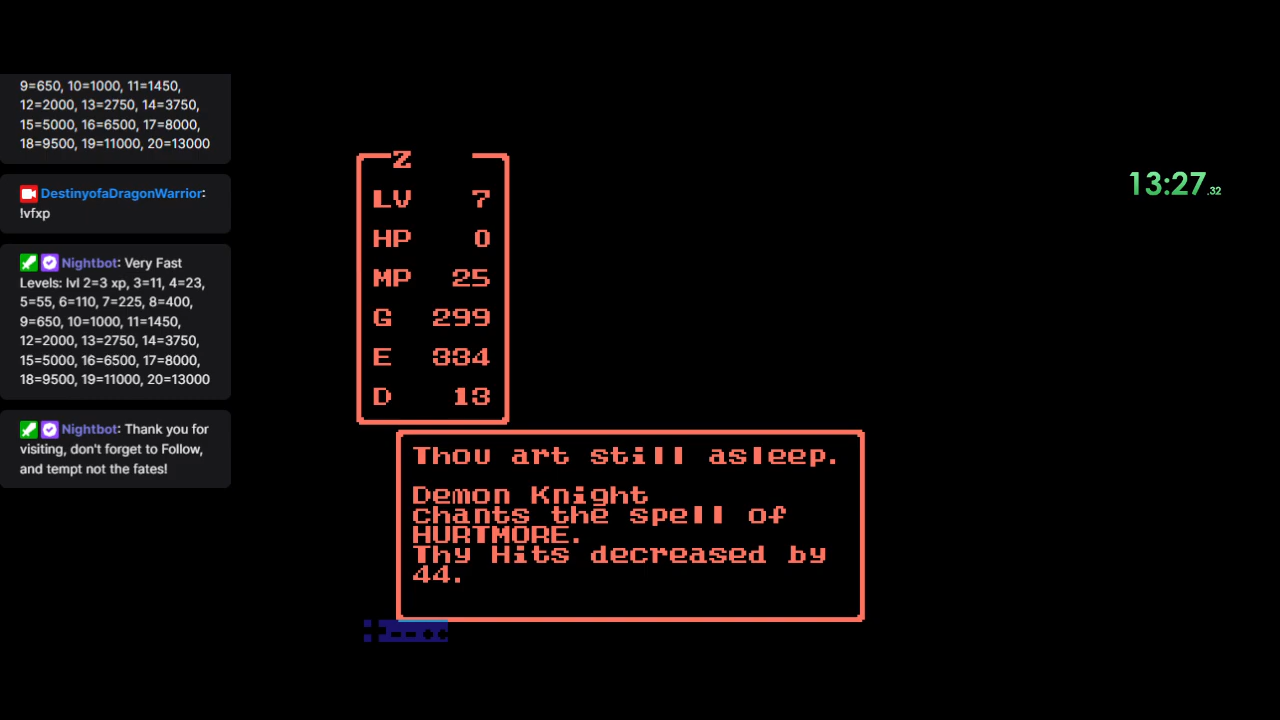 9=650, 10=1000, 11=1450,
12=2000, 13=2750, 14=3750,
15=5000, 16=6500, 17=8000,
18=9500, 19=11000, 20=13000
DestinyofaDragonWarrior:
!vfxp
Nightbot: Very Fast
Levels: lvl 2=3 xp, 3=11, 4=23,
5=55, 6=110, 7=225, 8=400,
9=650, 10=1000, 11=1450,
12=2000, 13=2750, 14=3750,
15=5000, 16=6500, 17=8000,
18=9500, 19=11000, 20=13000
Nightbot: Thank you for
visiting, don't forget to Follow,
and tempt not the fates!
Z
LV 7
HP 0
MP 25
G 299
E 334
D 13
Thou art still asleep.
Demon Knight
chants the spell of
HURTMORE.
Thy Hits decreased by
44.
13:27.32